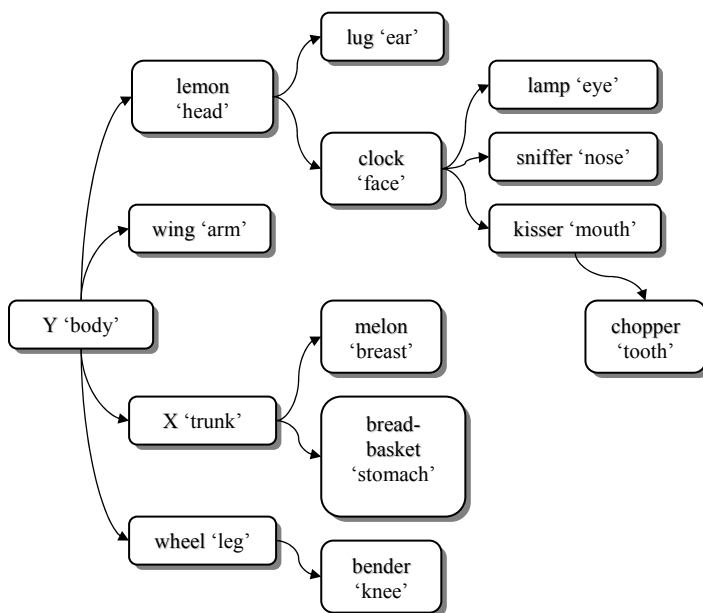 lug ‘ear’
lemon
‘head’
lamp ‘eye’
clock
‘face’
sniffer ‘nose’
wing ‘arm’
kisser ‘mouth’
Y ‘body’
melon
‘breast’
chopper
‘tooth’
X ‘trunk’
bread-
basket
‘stomach’
wheel ‘leg’
bender
‘knee’